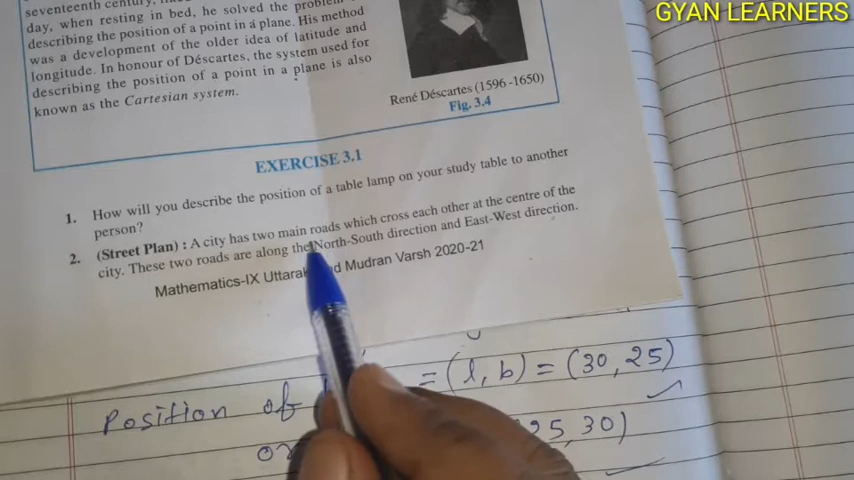 GYAN LEARNERS
seventeenth century,
day, when resting in bed, he solved the problem
describing the position of a point in a plane. His method
was a development of the older idea of latitude and
longitude. In honour of Déscartes, the system used for
describing the position of a point in a plane is also
known as the Cartesian system.
René Déscartes (1596 -1650)
Fig. 3.4
EXERCISE 3.1
1. How will you describe the position of a table lamp on your study table to another
person?
2. (Street Plan) : A city has two main roads which cross each other at the centre of the
city. These two roads are along the North-South direction and East-West direction.
Mathematics-IX Mudran Varsh 2020-21
Position of = (l, b) = (30, 25)
or 25, 30)